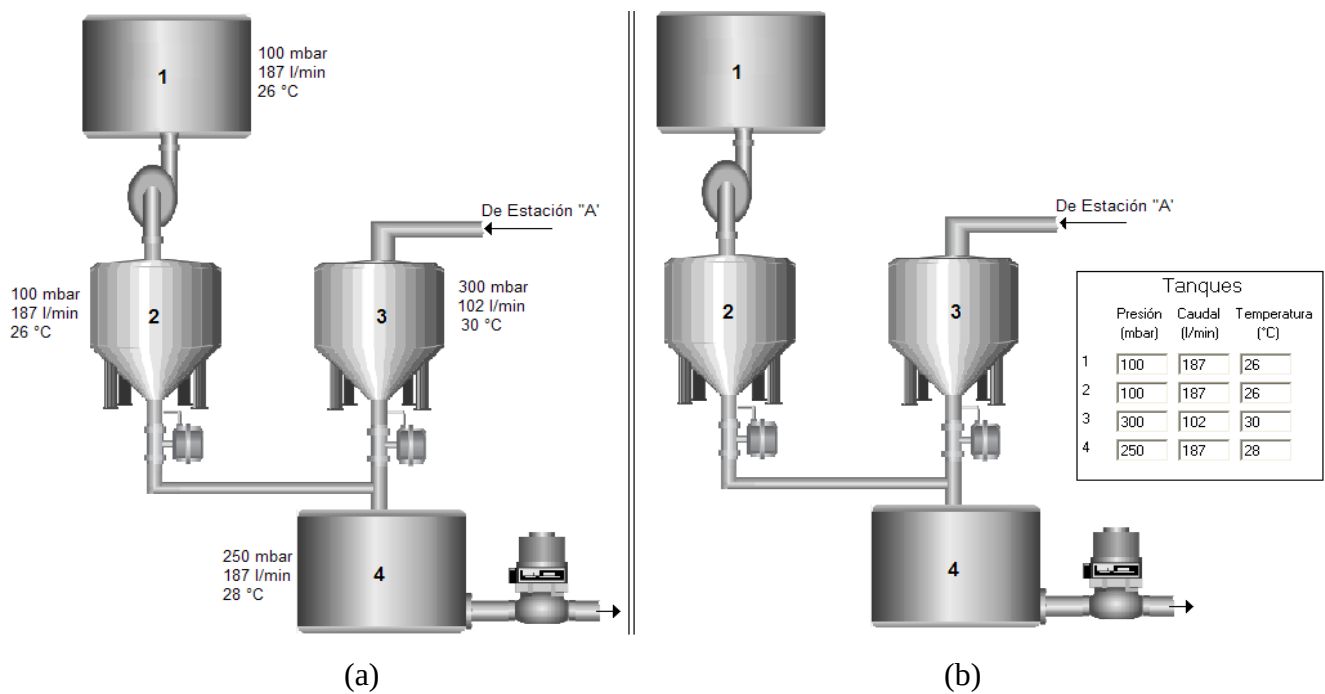 1
100 mbar
187 l/min
26 °C
De Estación "A'
2
100 mbar
187 l/min
26 °C
3
300 mbar
102 l/min
30 °C
4
250 mbar
187 l/min
28 °C
(a)
1
De Estación "A'
2
3
4
Tanques
Presión Caudal Temperatura
(mbar) (l/min) (°C)
1 100 187 26
2 100 187 26
3 300 102 30
4 250 187 28
(b)